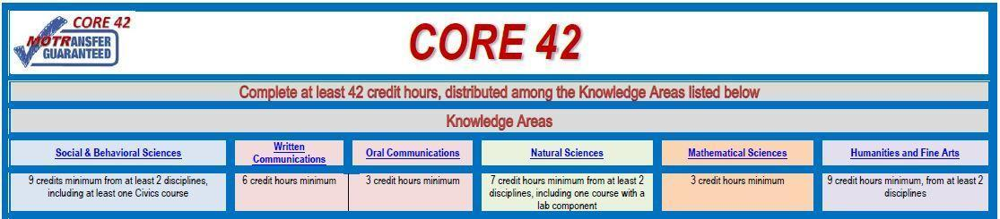 CORE 42
MOTRANSFER
GUARANTEED
CORE 42
Complete at least 42 credit hours, distributed among the Knowledge Areas listed below
Knowledge Areas
Social & Behavioral Sciences
Written
Communications
Oral Communications
Natural Sciences
Mathematical Sciences
Humanities and Fine Arts
9 credits minimum from at least 2 disciplines,
including at least one Civics course
6 credit hours minimum
3 credit hours minimum
7 credit hours minimum from at least 2
disciplines, including one course with a
lab component
3 credit hours minimum
9 credit hours, minimum, from at least 2
disciplines